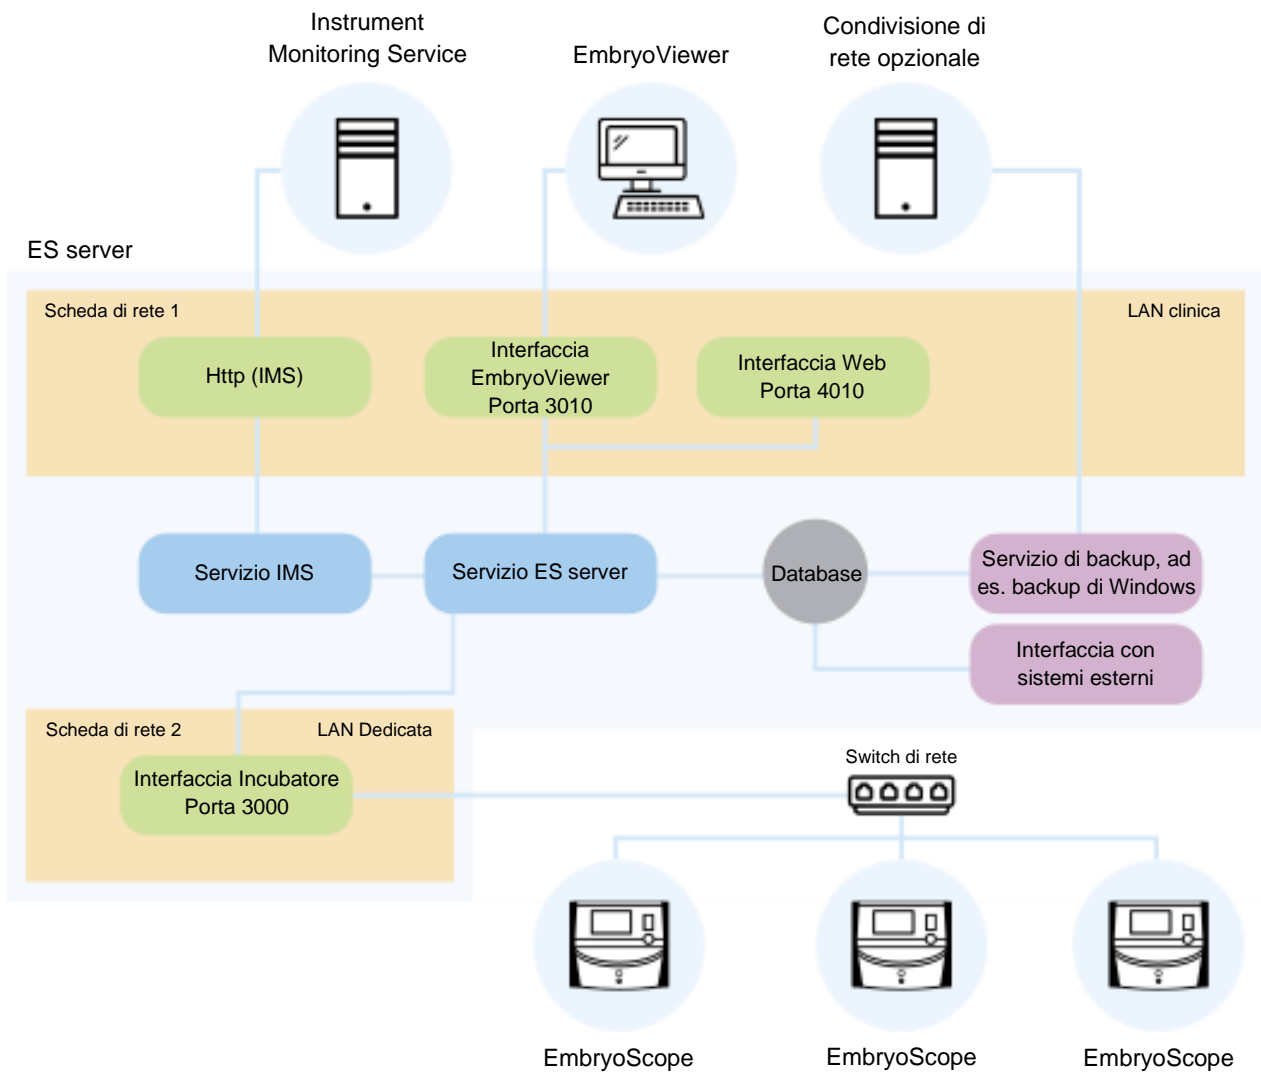 Instrument
Monitoring Service
EmbryoViewer
Condivisione di
rete opzionale
ES server
Scheda di rete 1
LAN clinica
Http (IMS)
Interfaccia
EmbryoViewer
Porta 3010
Interfaccia Web
Porta 4010
Servizio IMS
Servizio ES server
Database
Servizio di backup, ad
es. backup di Windows
Interfaccia con
sistemi esterni
Scheda di rete 2
LAN Dedicata
Interfaccia Incubatore
Porta 3000
Switch di rete
EmbryoScope
EmbryoScope
EmbryoScope